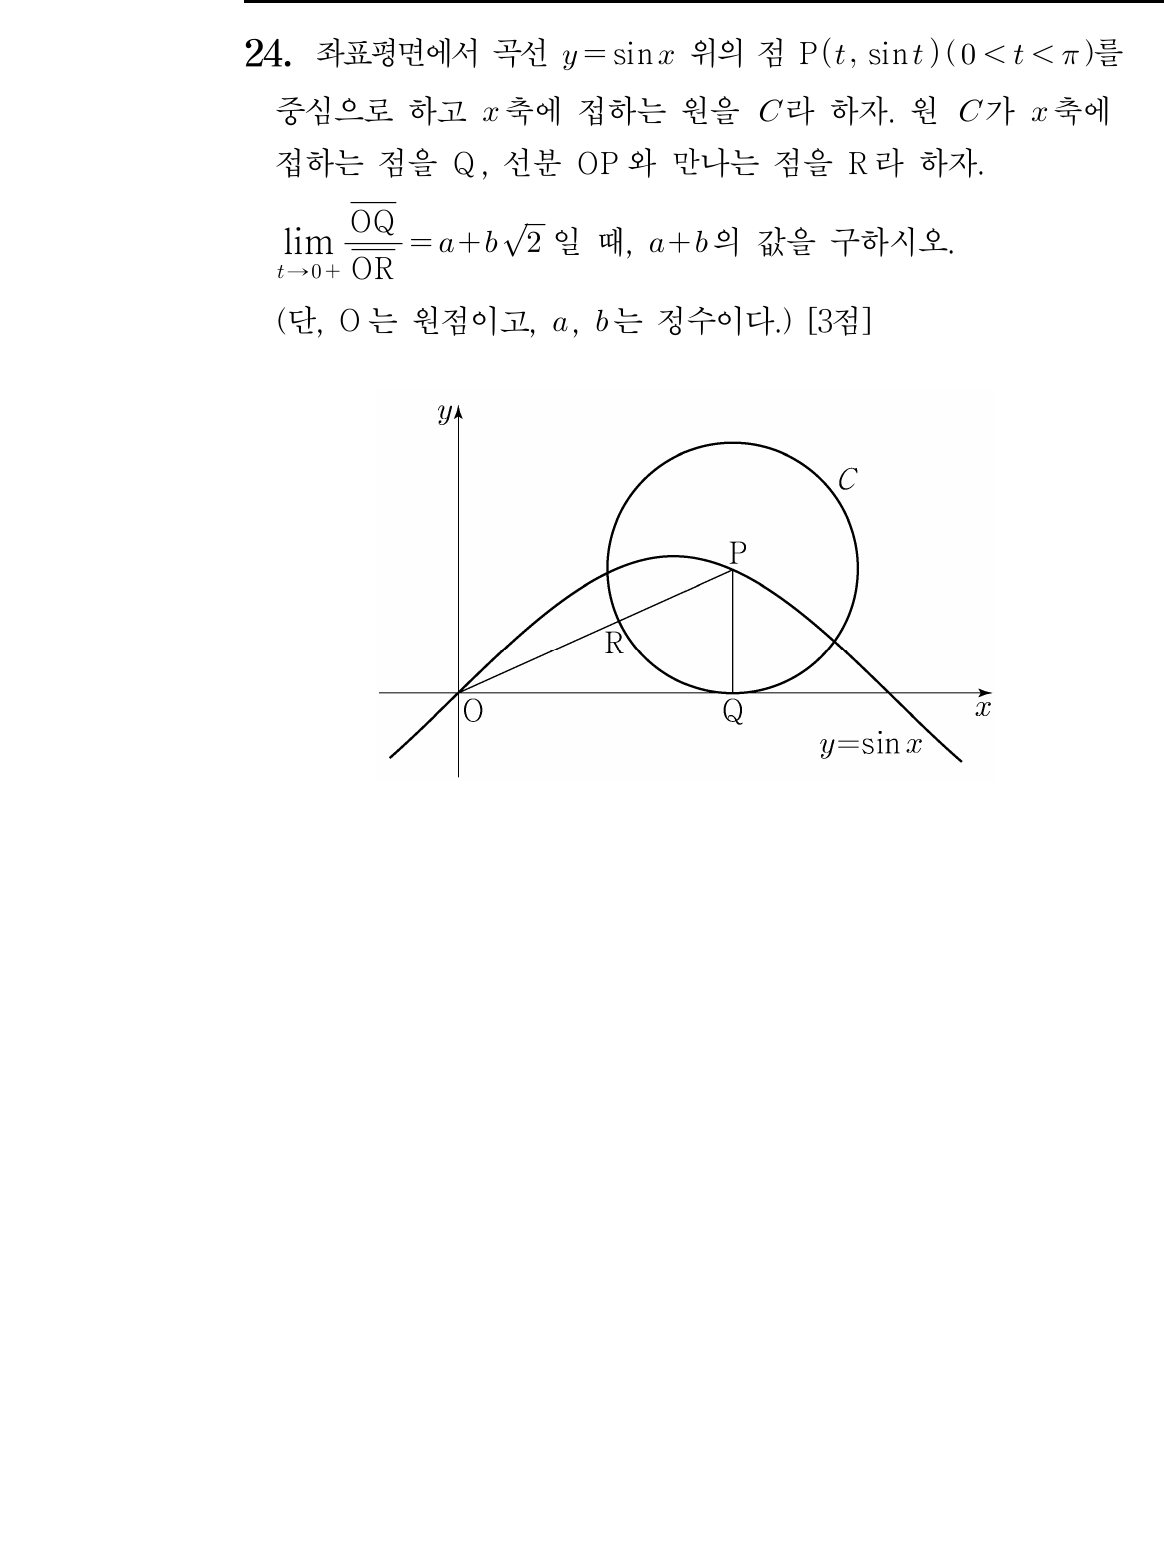 24. 좌표평면에서 곡선 y=sin x 위의 점 P(t, sin t)(0<t<π)를
중심으로 하고 x축에 접하는 원을 C라 하자. 원 C가 x축에
접하는 점을 Q, 선분 OP와 만나는 점을 R라 하자.
lim_{t→0+} \frac{\overline{OQ}}{\overline{OR}} = a+b√2 일 때, a+b의 값을 구하시오.
(단, O는 원점이고, a, b는 정수이다.) [3점]
y
C
P
R
O
Q
x
y=sin x